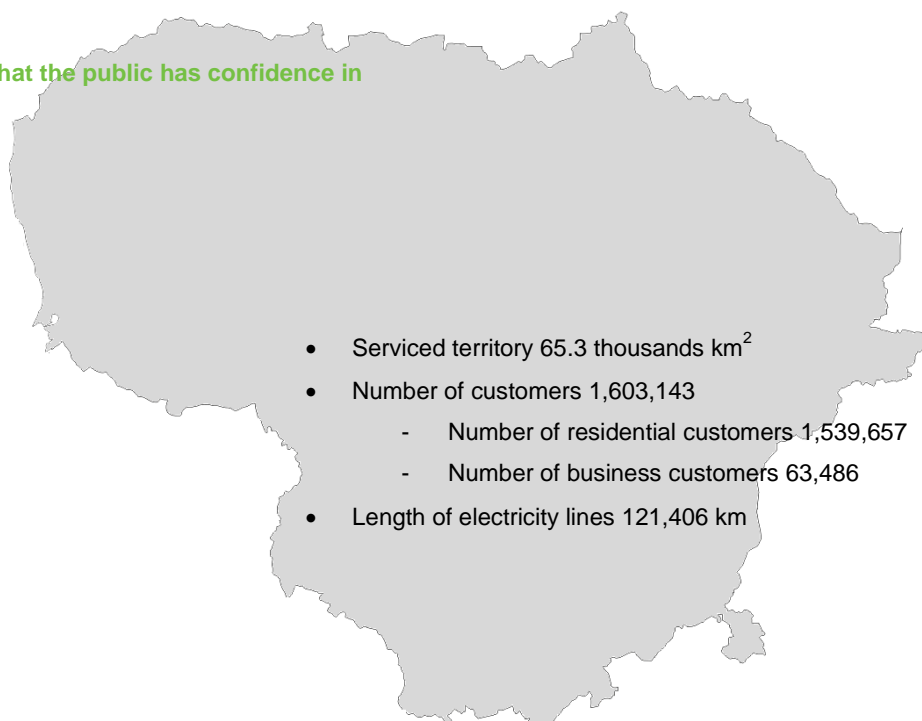 hat the public has confidence in
• Serviced territory 65.3 thousands km²
• Number of customers 1,603,143
- Number of residential customers 1,539,657
- Number of business customers 63,486
• Length of electricity lines 121,406 km